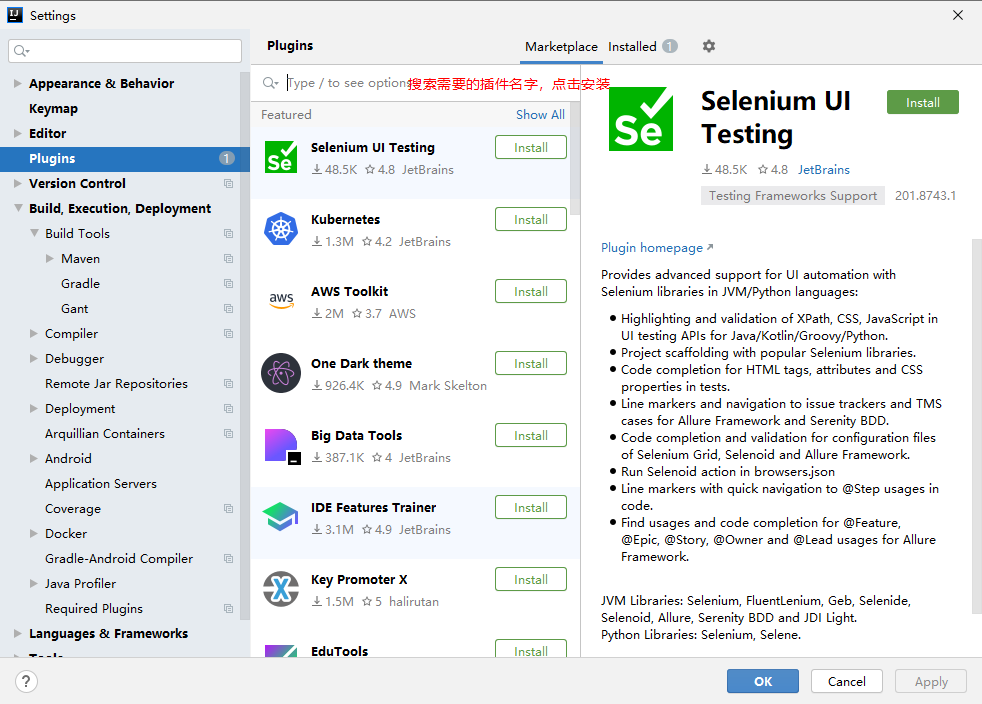 Settings
Plugins
Marketplace
Installed 1
Appearance & Behavior
Keymap
Editor
Plugins 1
Version Control
Build, Execution, Deployment
Build Tools
Maven
Gradle
Gant
Compiler
Debugger
Remote Jar Repositories
Deployment
Arquillian Containers
Android
Application Servers
Coverage
Docker
Gradle-Android Compiler
Java Profiler
Required Plugins
Languages & Frameworks
Tools
Type / to see options
搜索需要的插件名字，点击安装
Featured
Show All
Selenium UI Testing
Install
48.5K 4.8 JetBrains
Kubernetes
Install
1.3M 4.2 JetBrains
aws
AWS Toolkit
Install
2M 3.7 AWS
One Dark theme
Install
926.4K 4.9 Mark Skelton
Big Data Tools
Install
387.1K 4 JetBrains
IDE Features Trainer
Install
3.1M 4.9 JetBrains
Key Promoter X
Install
1.5M 5 halirutan
EduTools
Install
Se
Selenium UI
Testing
Install
48.5K 4.8 JetBrains
Testing Frameworks Support 201.8743.1
Plugin homepage
Provides advanced support for UI automation with
Selenium libraries in JVM/Python languages:
Highlighting and validation of XPath, CSS, JavaScript in
UI testing APIs for Java/Kotlin/Groovy/Python.
Project scaffolding with popular Selenium libraries.
Code completion for HTML tags, attributes and CSS
properties in tests.
Line markers and navigation to issue trackers and TMS
cases for Allure Framework and Serenity BDD.
Code completion and validation for configuration files
of Selenium Grid, Selenoid and Allure Framework.
Run Selenoid action in browsers.json
Line markers with quick navigation to @Step usages in
code.
Find usages and code completion for @Feature,
@Epic, @Story, @Owner and @Lead usages for Allure
Framework.
JVM Libraries: Selenium, FluentLenium, Geb, Selenide,
Selenoid, Allure, Serenity BDD and JDI Light.
Python Libraries: Selenium, Selene.
?
OK
Cancel
Apply